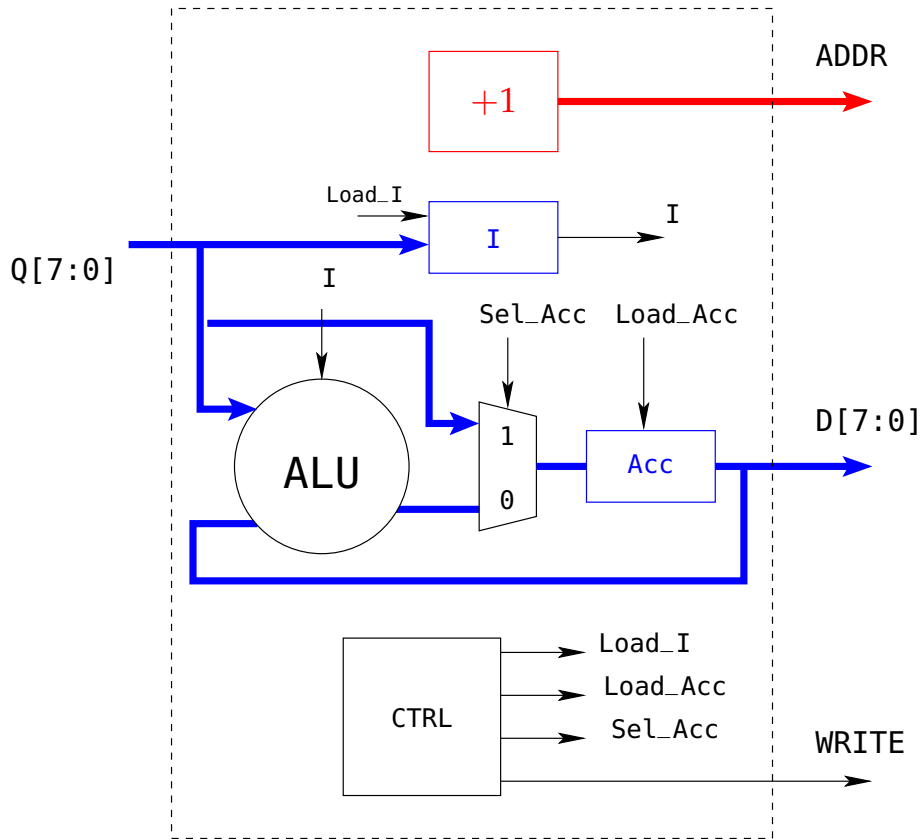 ADDR
+1
Load_I
I
I
Q[7:0]
I
Sel_Acc
Load_Acc
D[7:0]
1
Acc
ALU
0
Load_I
Load_Acc
CTRL
Sel_Acc
WRITE